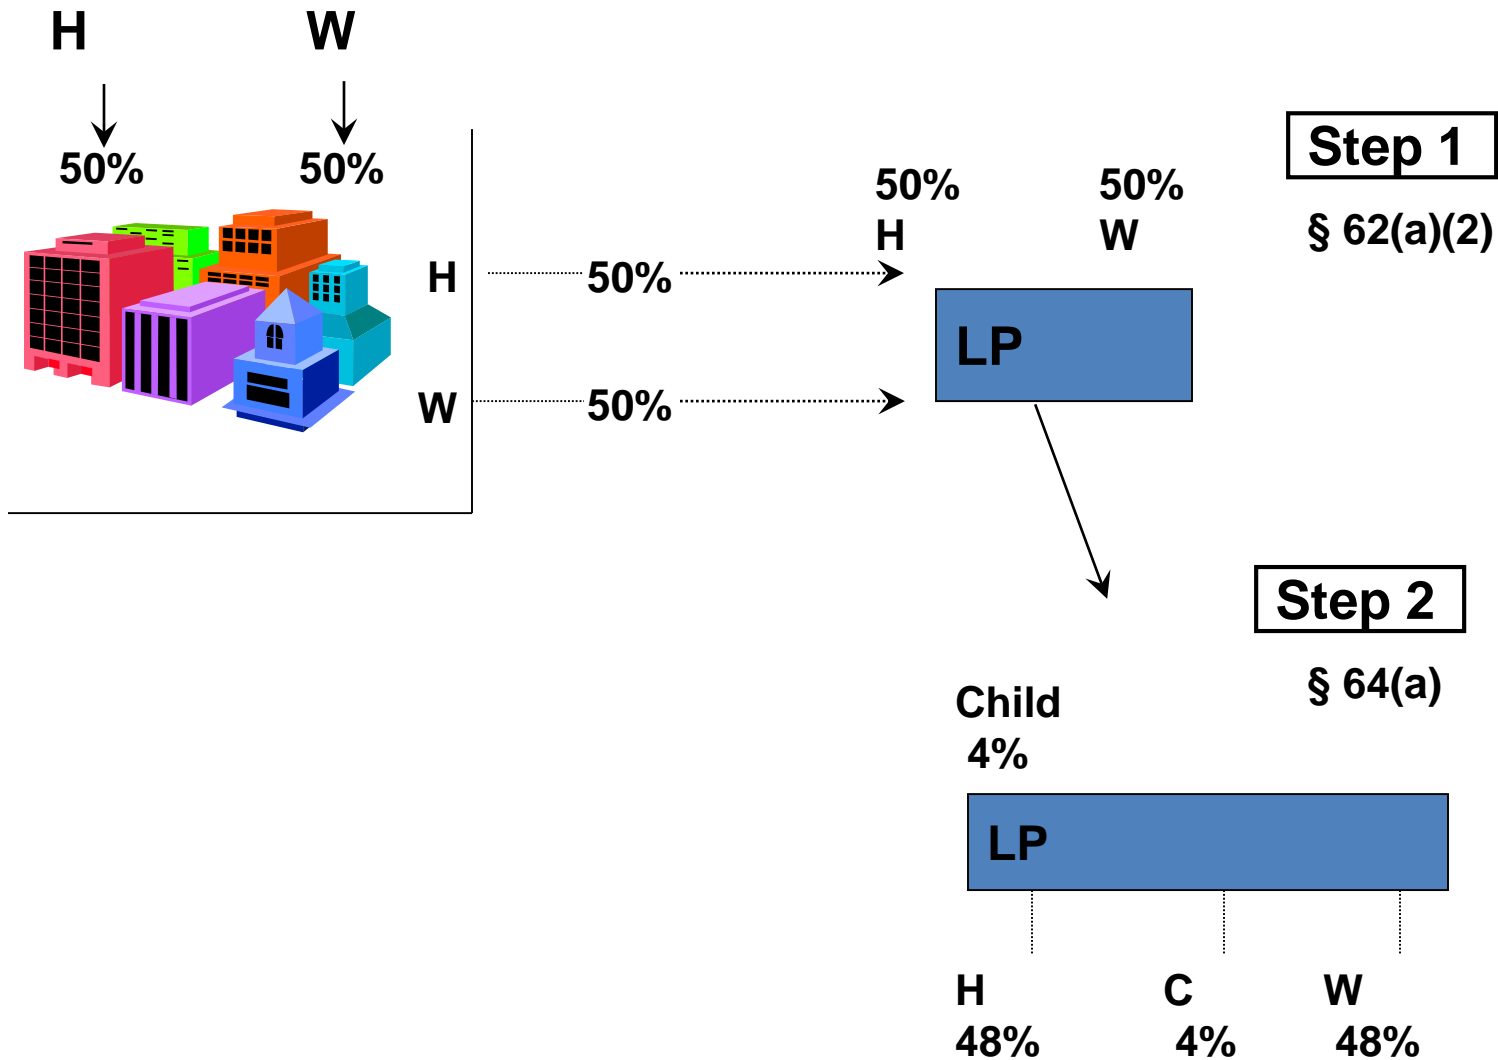 H W
50% 50%
H 50%
W 50%
50% 50%
H W
LP
Step 1
§ 62(a)(2)
Step 2
§ 64(a)
Child
4%
LP
H C W
48% 4% 48%